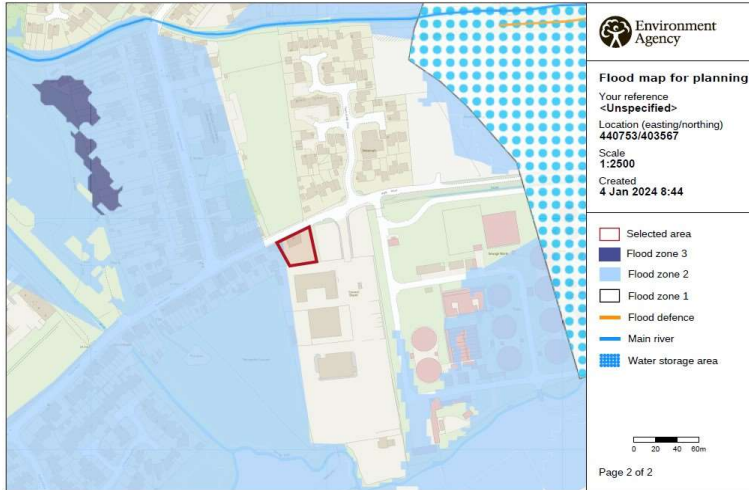 Environment
Agency
Flood map for planning
Your reference
<Unspecified>
Location (easting/northing)
440753/403567
Scale
1:2500
Created
4 Jan 2024 8:44
Selected area
Flood zone 3
Flood zone 2
Flood zone 1
Flood defence
Main river
Water storage area
0 20 40 60m
Page 2 of 2